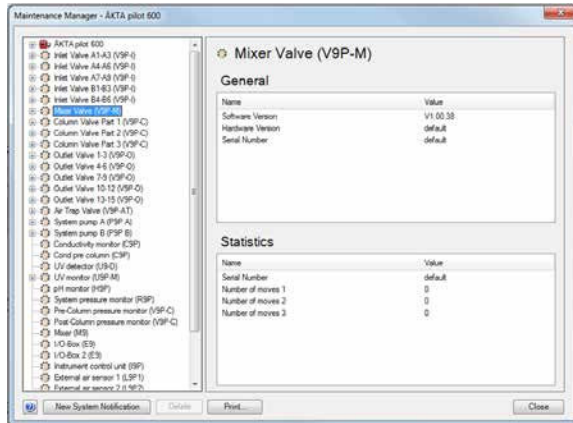 Maintenance Manager - ÄKTA pilot 600
ÄKTA pilot 600
Inlet Valve A1-A3 (V9P-I)
Inlet Valve A4-A6 (V9P-I)
Inlet Valve A7-A9 (V9P-I)
Inlet Valve B1-B3 (V9P-I)
Inlet Valve B4-B6 (V9P-I)
Mixer Valve (V9P-M)
Column Valve Part 1 (V9P-C)
Column Valve Part 2 (V9P-C)
Column Valve Part 3 (V9P-C)
Outlet Valve 1-3 (V9P-O)
Outlet Valve 4-6 (V9P-O)
Outlet Valve 7-9 (V9P-O)
Outlet Valve 10-12 (V9P-O)
Outlet Valve 13-15 (V9P-O)
Air Trap Valve (V9P-AT)
System pump A (P9P A)
System pump B (P9P B)
Conductivity monitor (C9P)
Cond pre column (C9P)
UV detector (U9-D)
UV monitor (U9P-M)
pH monitor (H9P)
System pressure monitor (R9P)
Pre-Column pressure monitor (V9P-C)
Post-Column pressure monitor (V9P-C)
Mixer (M9)
I/O-Box (E9)
I/O-Box 2 (E9)
Instrument control unit (I9P)
External air sensor 1 (L9P1)
External air sensor 2 (L9P2)
Mixer Valve (V9P-M)
General
Name Value
Software Version V1.00.38
Hardware Version default
Serial Number default
Statistics
Name Value
Serial Number default
Number of moves 1 0
Number of moves 2 0
Number of moves 3 0
New System Notification Delete Print... Close